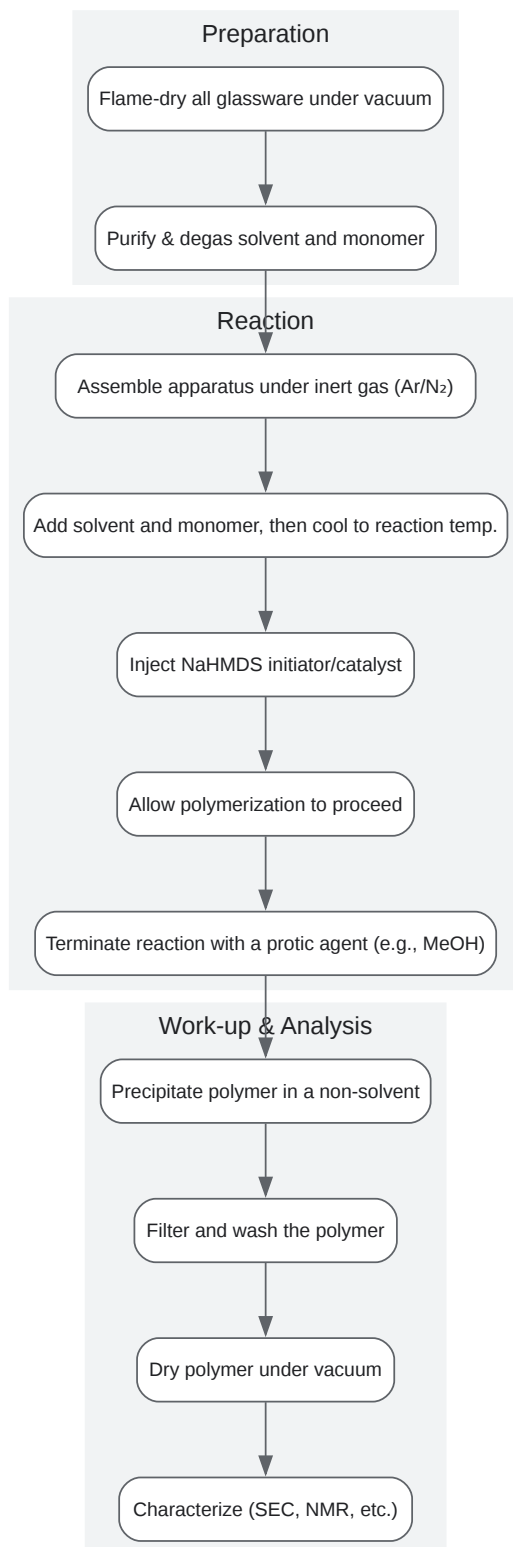 Preparation
Flame-dry all glassware under vacuum
Purify & degas solvent and monomer
Reaction
Assemble apparatus under inert gas (Ar/N₂)
Add solvent and monomer, then cool to reaction temp.
Inject NaHMDS initiator/catalyst
Allow polymerization to proceed
Terminate reaction with a protic agent (e.g., MeOH)
Work-up & Analysis
Precipitate polymer in a non-solvent
Filter and wash the polymer
Dry polymer under vacuum
Characterize (SEC, NMR, etc.)